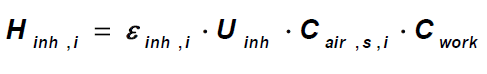 H inh ,i = ε inh ,i · U inh · C air ,s ,i · C work